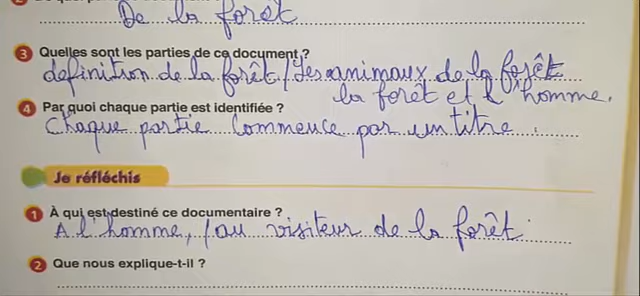 De la forêt
3 Quelles sont les parties de ce document ?
définition de la forêt / les animaux de la forêt
la forêt et l'homme.
4 Par quoi chaque partie est identifiée ?
Chaque partie commence par un titre.
Je réfléchis
1 À qui est destiné ce documentaire ?
A l'homme, / au visiteur de la forêt
2 Que nous explique-t-il ?